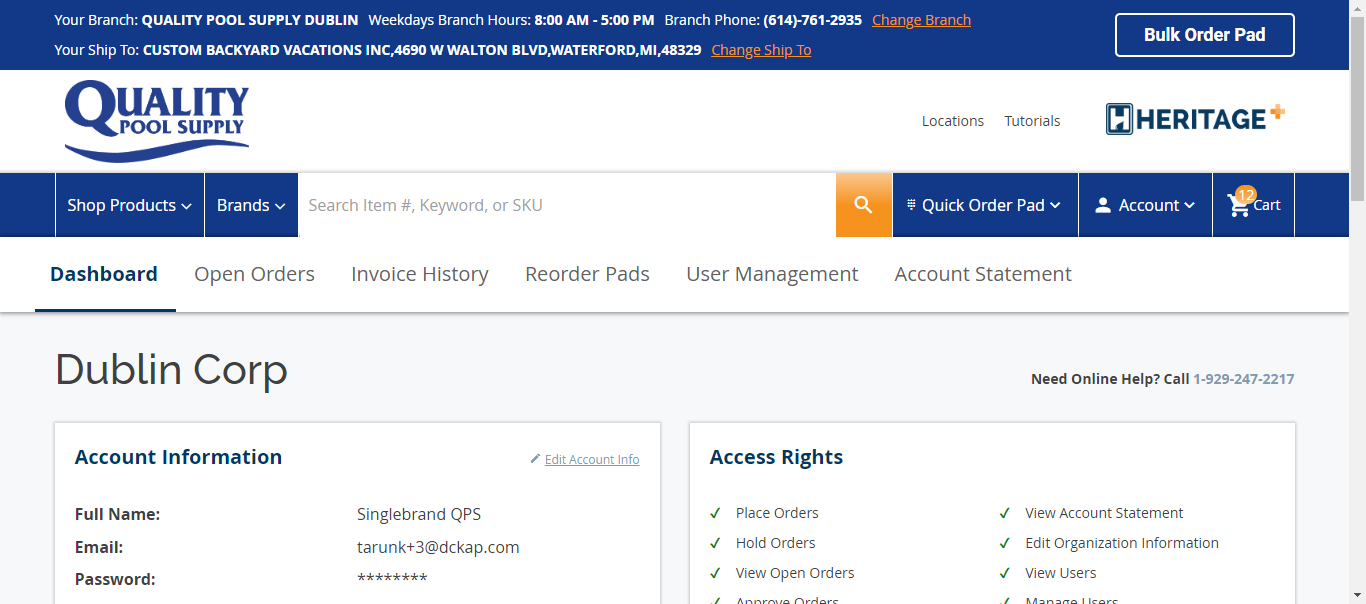 Your Branch: QUALITY POOL SUPPLY DUBLIN Weekdays Branch Hours: 8:00 AM - 5:00 PM Branch Phone: (614)-761-2935 Change Branch
Your Ship To: CUSTOM BACKYARD VACATIONS INC,4690 W WALTON BLVD,WATERFORD,MI,48329 Change Ship To
Bulk Order Pad
QUALITY
POOL SUPPLY
Locations Tutorials
H HERITAGE+
Shop Products Brands Search Item #, Keyword, or SKU Quick Order Pad Account 12 Cart
Dashboard Open Orders Invoice History Reorder Pads User Management Account Statement
Dublin Corp
Need Online Help? Call 1-929-247-2217
Account Information Edit Account Info
Full Name: Singlebrand QPS
Email: tarunk+3@dckap.com
Password: ********
Access Rights
Place Orders View Account Statement
Hold Orders Edit Organization Information
View Open Orders View Users
Approve Orders Manage Users